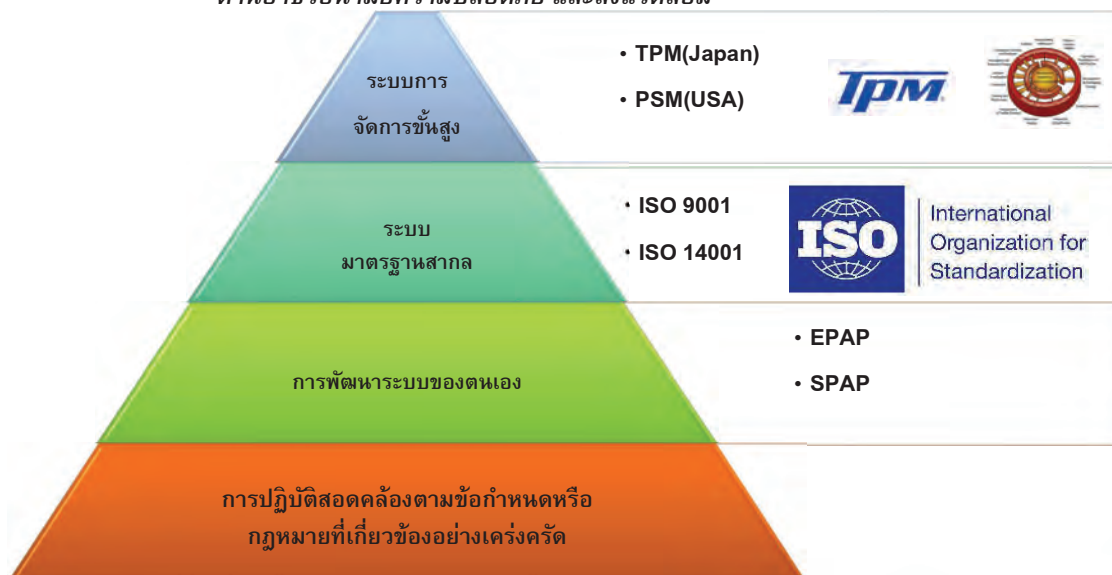 ระบบการ
จัดการขั้นสูง
• TPM(Japan)
• PSM(USA)
TPM
ระบบ
มาตรฐานสากล
• ISO 9001
• ISO 14001
ISO
International
Organization for
Standardization
การพัฒนาระบบของตนเอง
• EPAP
• SPAP
การปฏิบัติสอดคล้องตามข้อกำหนดหรือ
กฎหมายที่เกี่ยวข้องอย่างเคร่งครัด